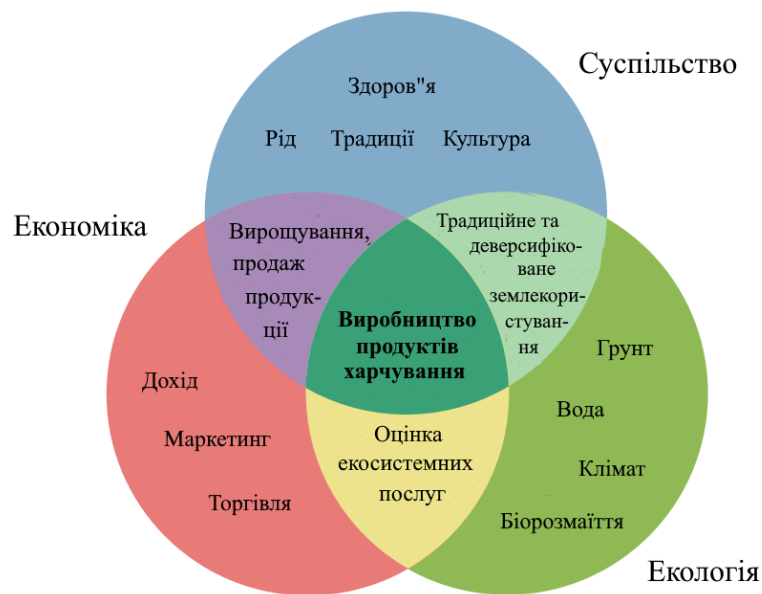 Суспільство
Здоров"я
Рід Традиції Культура
Економіка
Вирощування,
продаж
продук-
ції
Традиційне та
деверсифіко-
ване
землекори-
стуван-
ня
Виробництво
продуктів
харчування
Дохід
Маркетинг
Торгівля
Оцінка
екосистемних
послуг
Грунт
Вода
Клімат
Біорозмаїття
Екологія